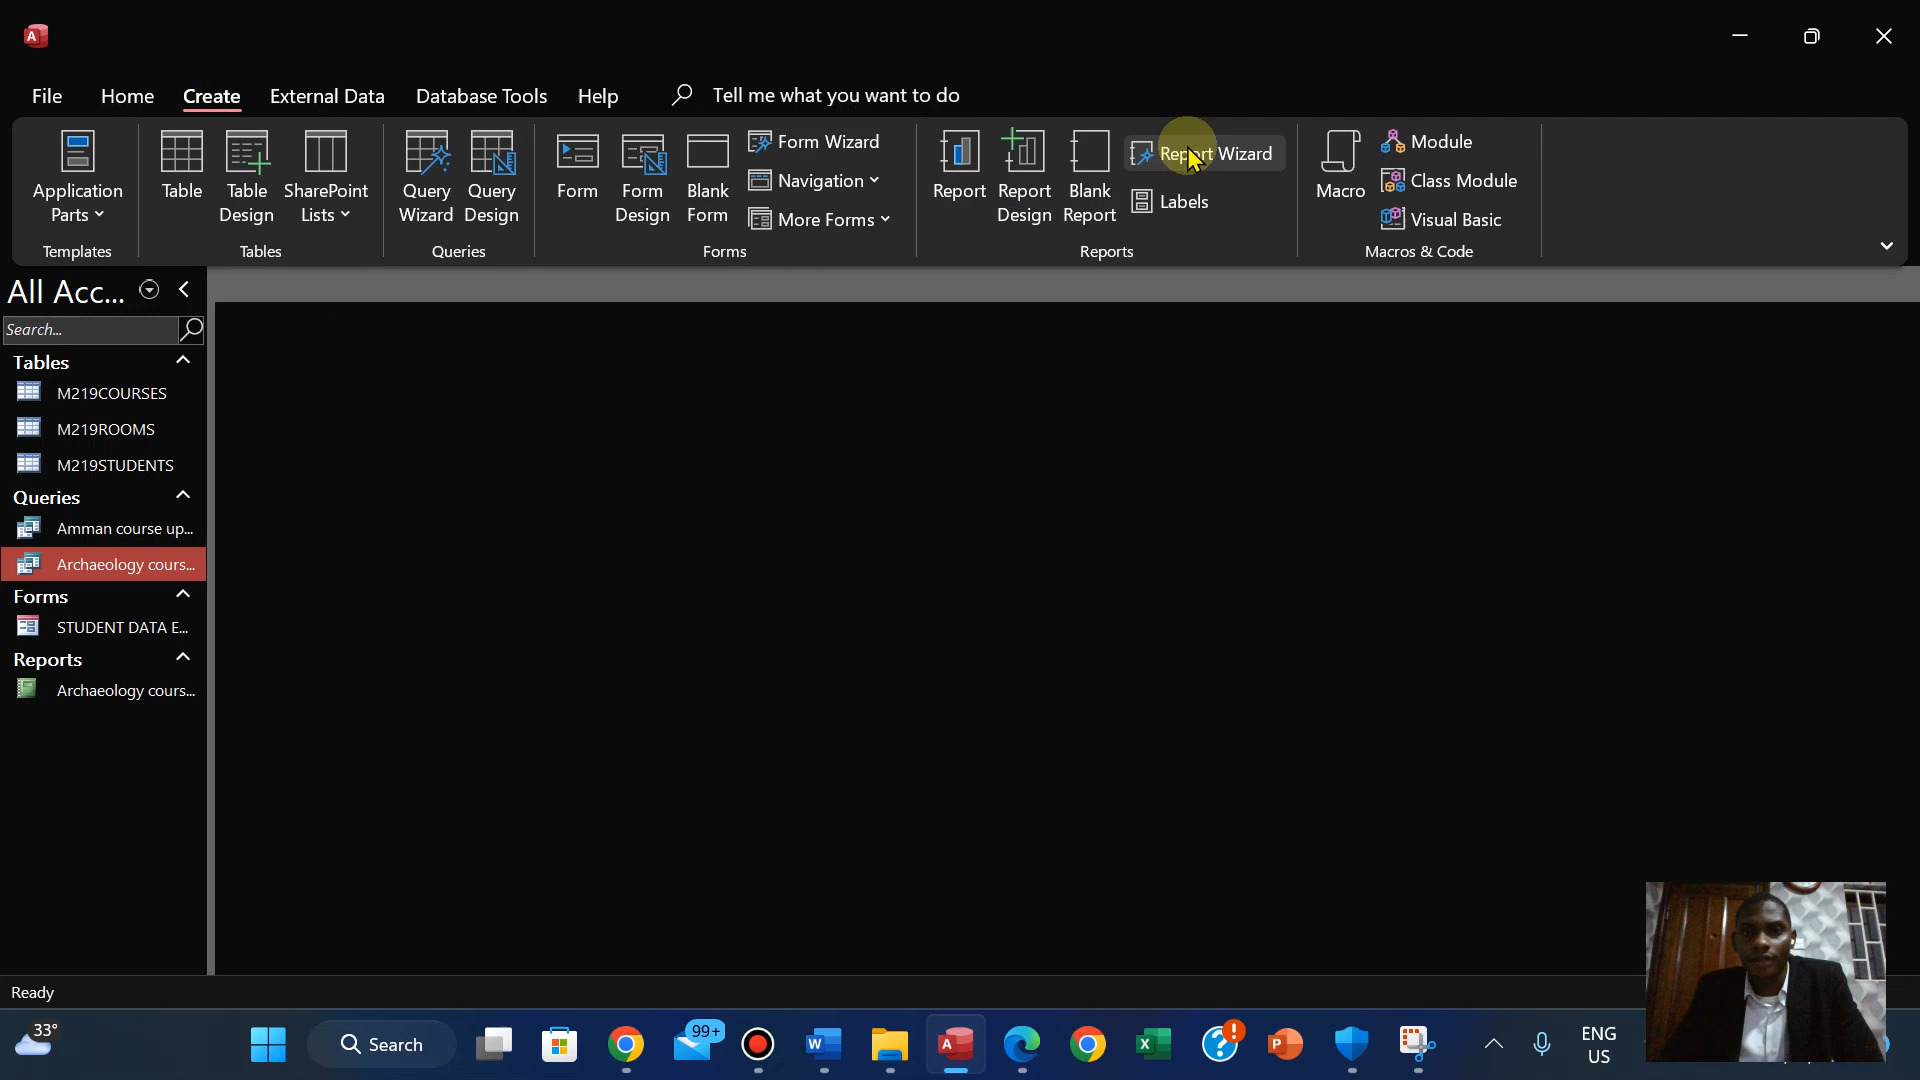 A
File Home Create External Data Database Tools Help Tell me what you want to do
Application Parts
Table
Table Design
SharePoint Lists
Query Wizard
Query Design
Form
Form Design
Blank Form
Form Wizard
Navigation
More Forms
Report
Report Design
Blank Report
Report Wizard
Labels
Macro
Module
Class Module
Visual Basic
Templates Tables Queries Forms Reports Macros & Code
All Acc...
Search...
Tables
M219COURSES
M219ROOMS
M219STUDENTS
Queries
Amman course up...
Archaeology cours...
Forms
STUDENT DATA E...
Reports
Archaeology cours...
Ready
33°
Search
99+
W
A
X
?
!
P
ENG
US